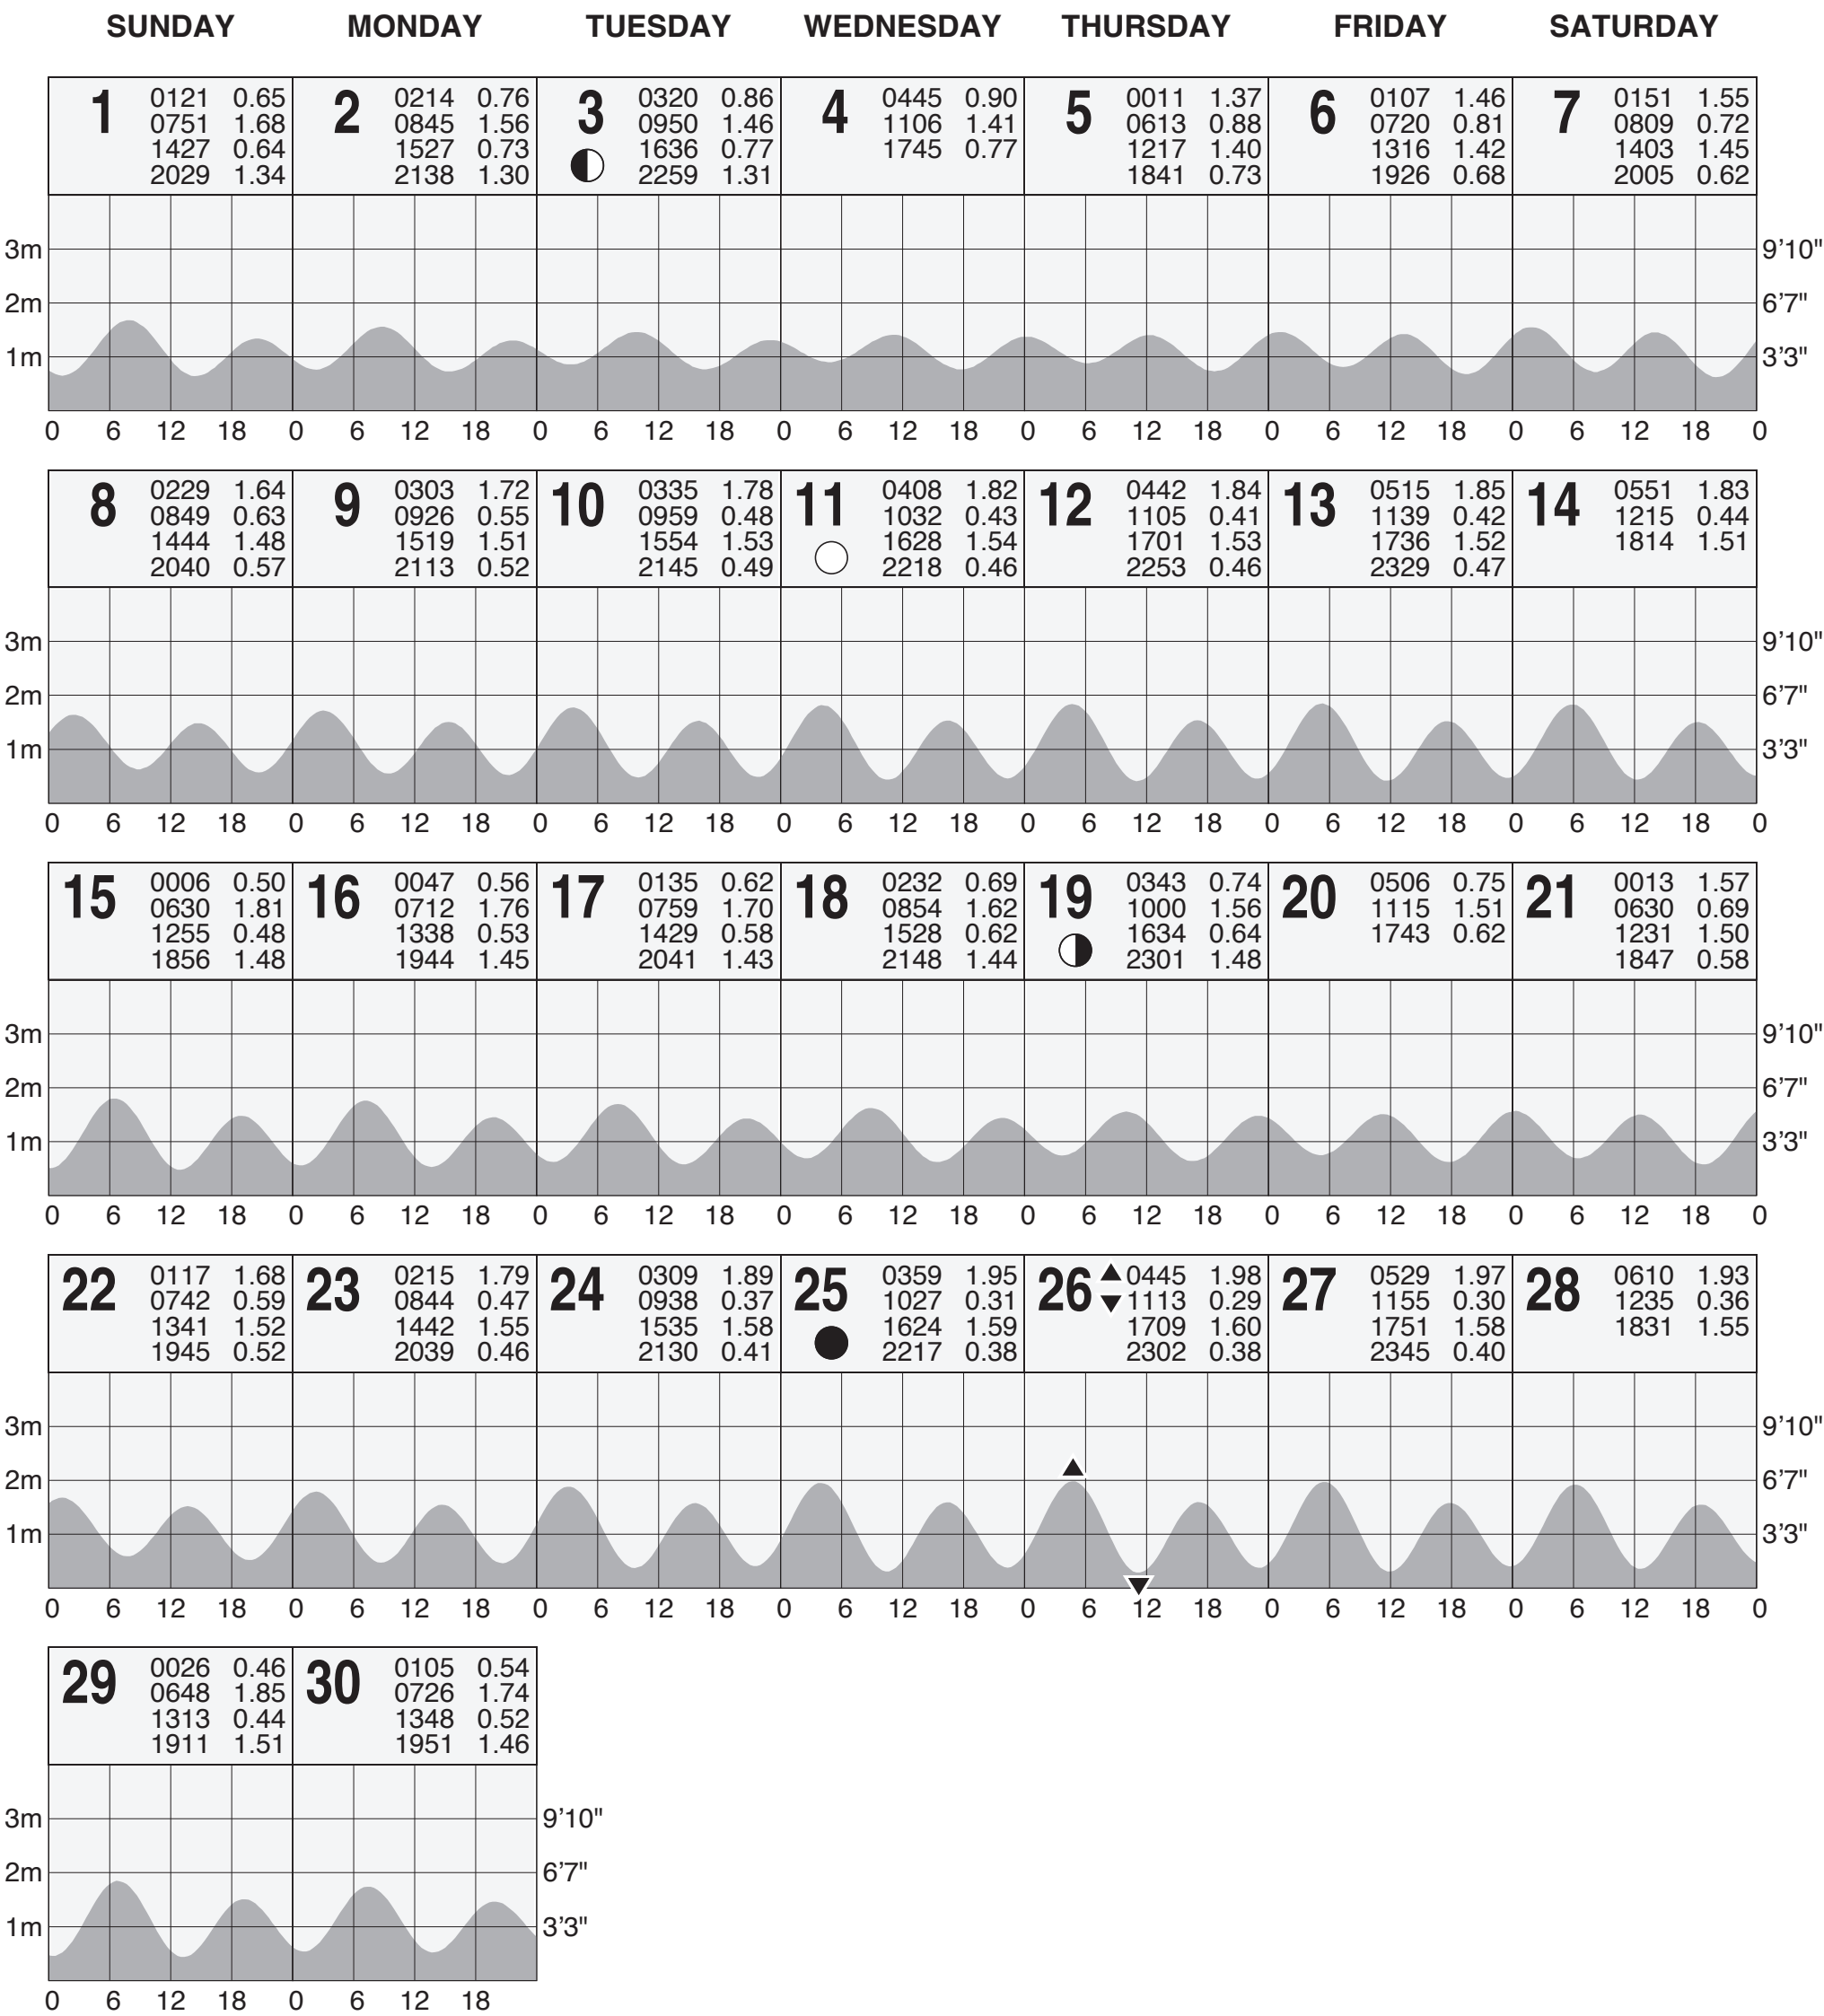 SUNDAY MONDAY TUESDAY WEDNESDAY THURSDAY FRIDAY SATURDAY
1 0121 0.65 2 0214 0.76 3 0320 0.86 4 0445 0.90 5 0011 1.37 6 0107 1.46 7 0151 1.55
0751 1.68 0845 1.56 0950 1.46 1106 1.41 0613 0.88 0720 0.81 0809 0.72
1427 0.64 1527 0.73 1636 0.77 1745 0.77 1217 1.40 1316 1.42 1403 1.45
2029 1.34 2138 1.30 2259 1.31 1841 0.73 1926 0.68 2005 0.62
3m 9'10"
2m 6'7"
1m 3'3"
0 6 12 18 0 6 12 18 0 6 12 18 0 6 12 18 0 6 12 18 0 6 12 18 0 6 12 18 0
8 0229 1.64 9 0303 1.72 10 0335 1.78 11 0408 1.82 12 0442 1.84 13 0515 1.85 14 0551 1.83
0849 0.63 0926 0.55 0959 0.48 1032 0.43 1105 0.41 1139 0.42 1215 0.44
1444 1.48 1519 1.51 1554 1.53 1628 1.54 1701 1.53 1736 1.52 1814 1.51
2040 0.57 2113 0.52 2145 0.49 2218 0.46 2253 0.46 2329 0.47
3m 9'10"
2m 6'7"
1m 3'3"
0 6 12 18 0 6 12 18 0 6 12 18 0 6 12 18 0 6 12 18 0 6 12 18 0 6 12 18 0
15 0006 0.50 16 0047 0.56 17 0135 0.62 18 0232 0.69 19 0343 0.74 20 0506 0.75 21 0013 1.57
0630 1.81 0712 1.76 0759 1.70 0854 1.62 1000 1.56 1115 1.51 0630 0.69
1255 0.48 1338 0.53 1429 0.58 1528 0.62 1634 0.64 1743 0.62 1231 1.50
1856 1.48 1944 1.45 2041 1.43 2148 1.44 2301 1.48 1847 0.58
3m 9'10"
2m 6'7"
1m 3'3"
0 6 12 18 0 6 12 18 0 6 12 18 0 6 12 18 0 6 12 18 0 6 12 18 0 6 12 18 0
22 0117 1.68 23 0215 1.79 24 0309 1.89 25 0359 1.95 26 0445 1.98 27 0529 1.97 28 0610 1.93
0742 0.59 0844 0.47 0938 0.37 1027 0.31 1113 0.29 1155 0.30 1235 0.36
1341 1.52 1442 1.55 1535 1.58 1624 1.59 1709 1.60 1751 1.58 1831 1.55
1945 0.52 2039 0.46 2130 0.41 2217 0.38 2302 0.38 2345 0.40
3m 9'10"
2m 6'7"
1m 3'3"
0 6 12 18 0 6 12 18 0 6 12 18 0 6 12 18 0 6 12 18 0 6 12 18 0 6 12 18 0
29 0026 0.46 30 0105 0.54
0648 1.85 0726 1.74
1313 0.44 1348 0.52
1911 1.51 1951 1.46
3m 9'10"
2m 6'7"
1m 3'3"
0 6 12 18 0 6 12 18